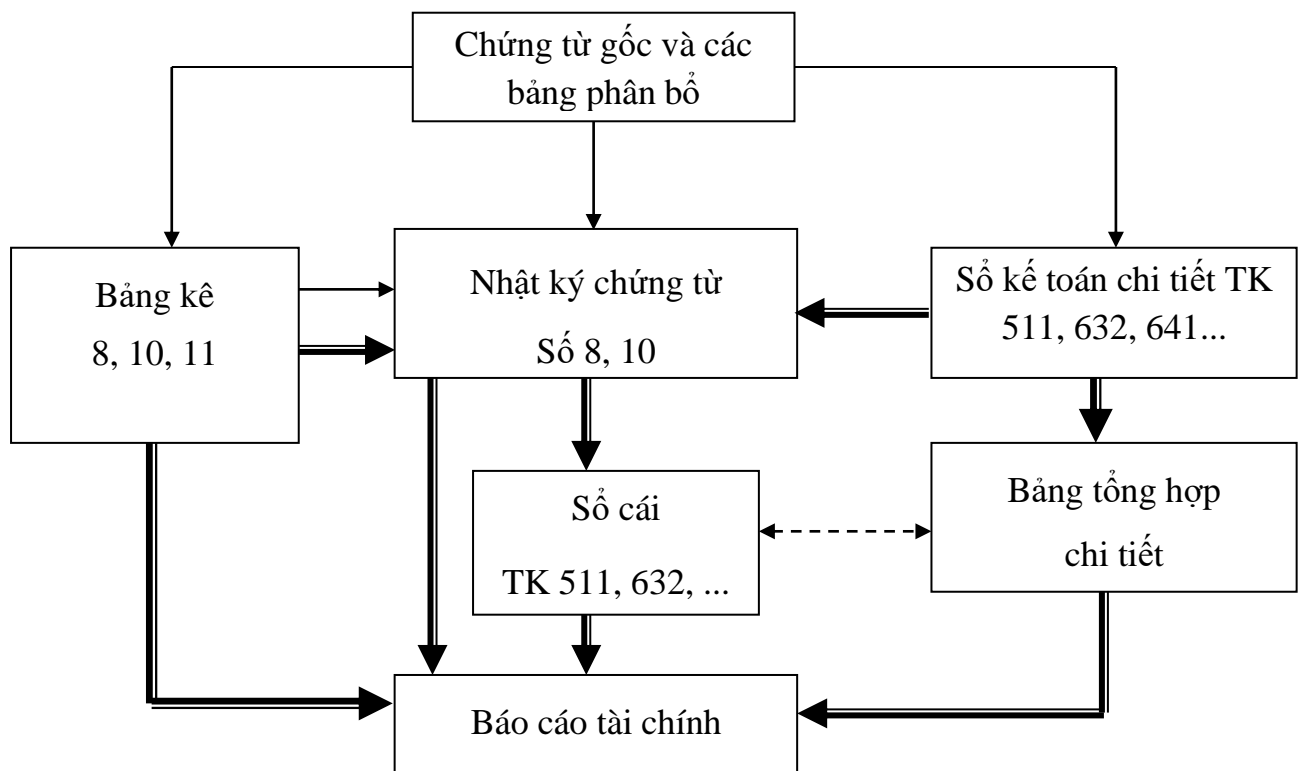 Chứng từ gốc và các
bảng phân bổ
Bảng kê
8, 10, 11
Nhật ký chứng từ
Số 8, 10
Sổ kế toán chi tiết TK
511, 632, 641...
Sổ cái
TK 511, 632, ...
Bảng tổng hợp
chi tiết
Báo cáo tài chính